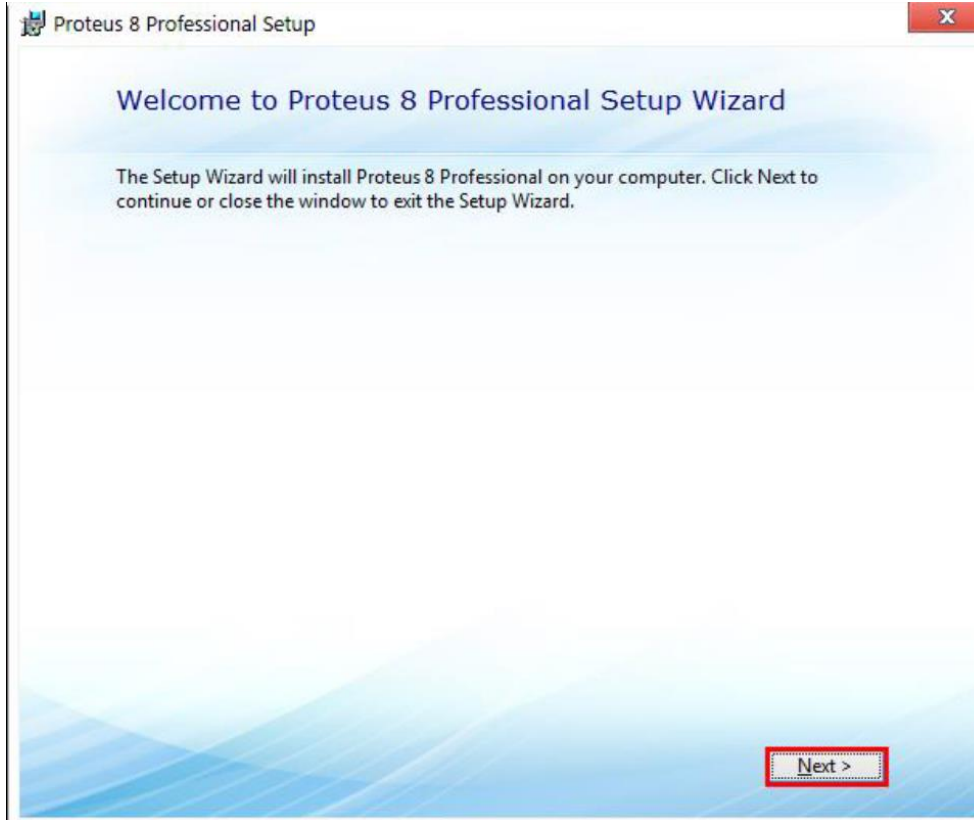 Proteus 8 Professional Setup
x
Welcome to Proteus 8 Professional Setup Wizard
The Setup Wizard will install Proteus 8 Professional on your computer. Click Next to
continue or close the window to exit the Setup Wizard.
Next >